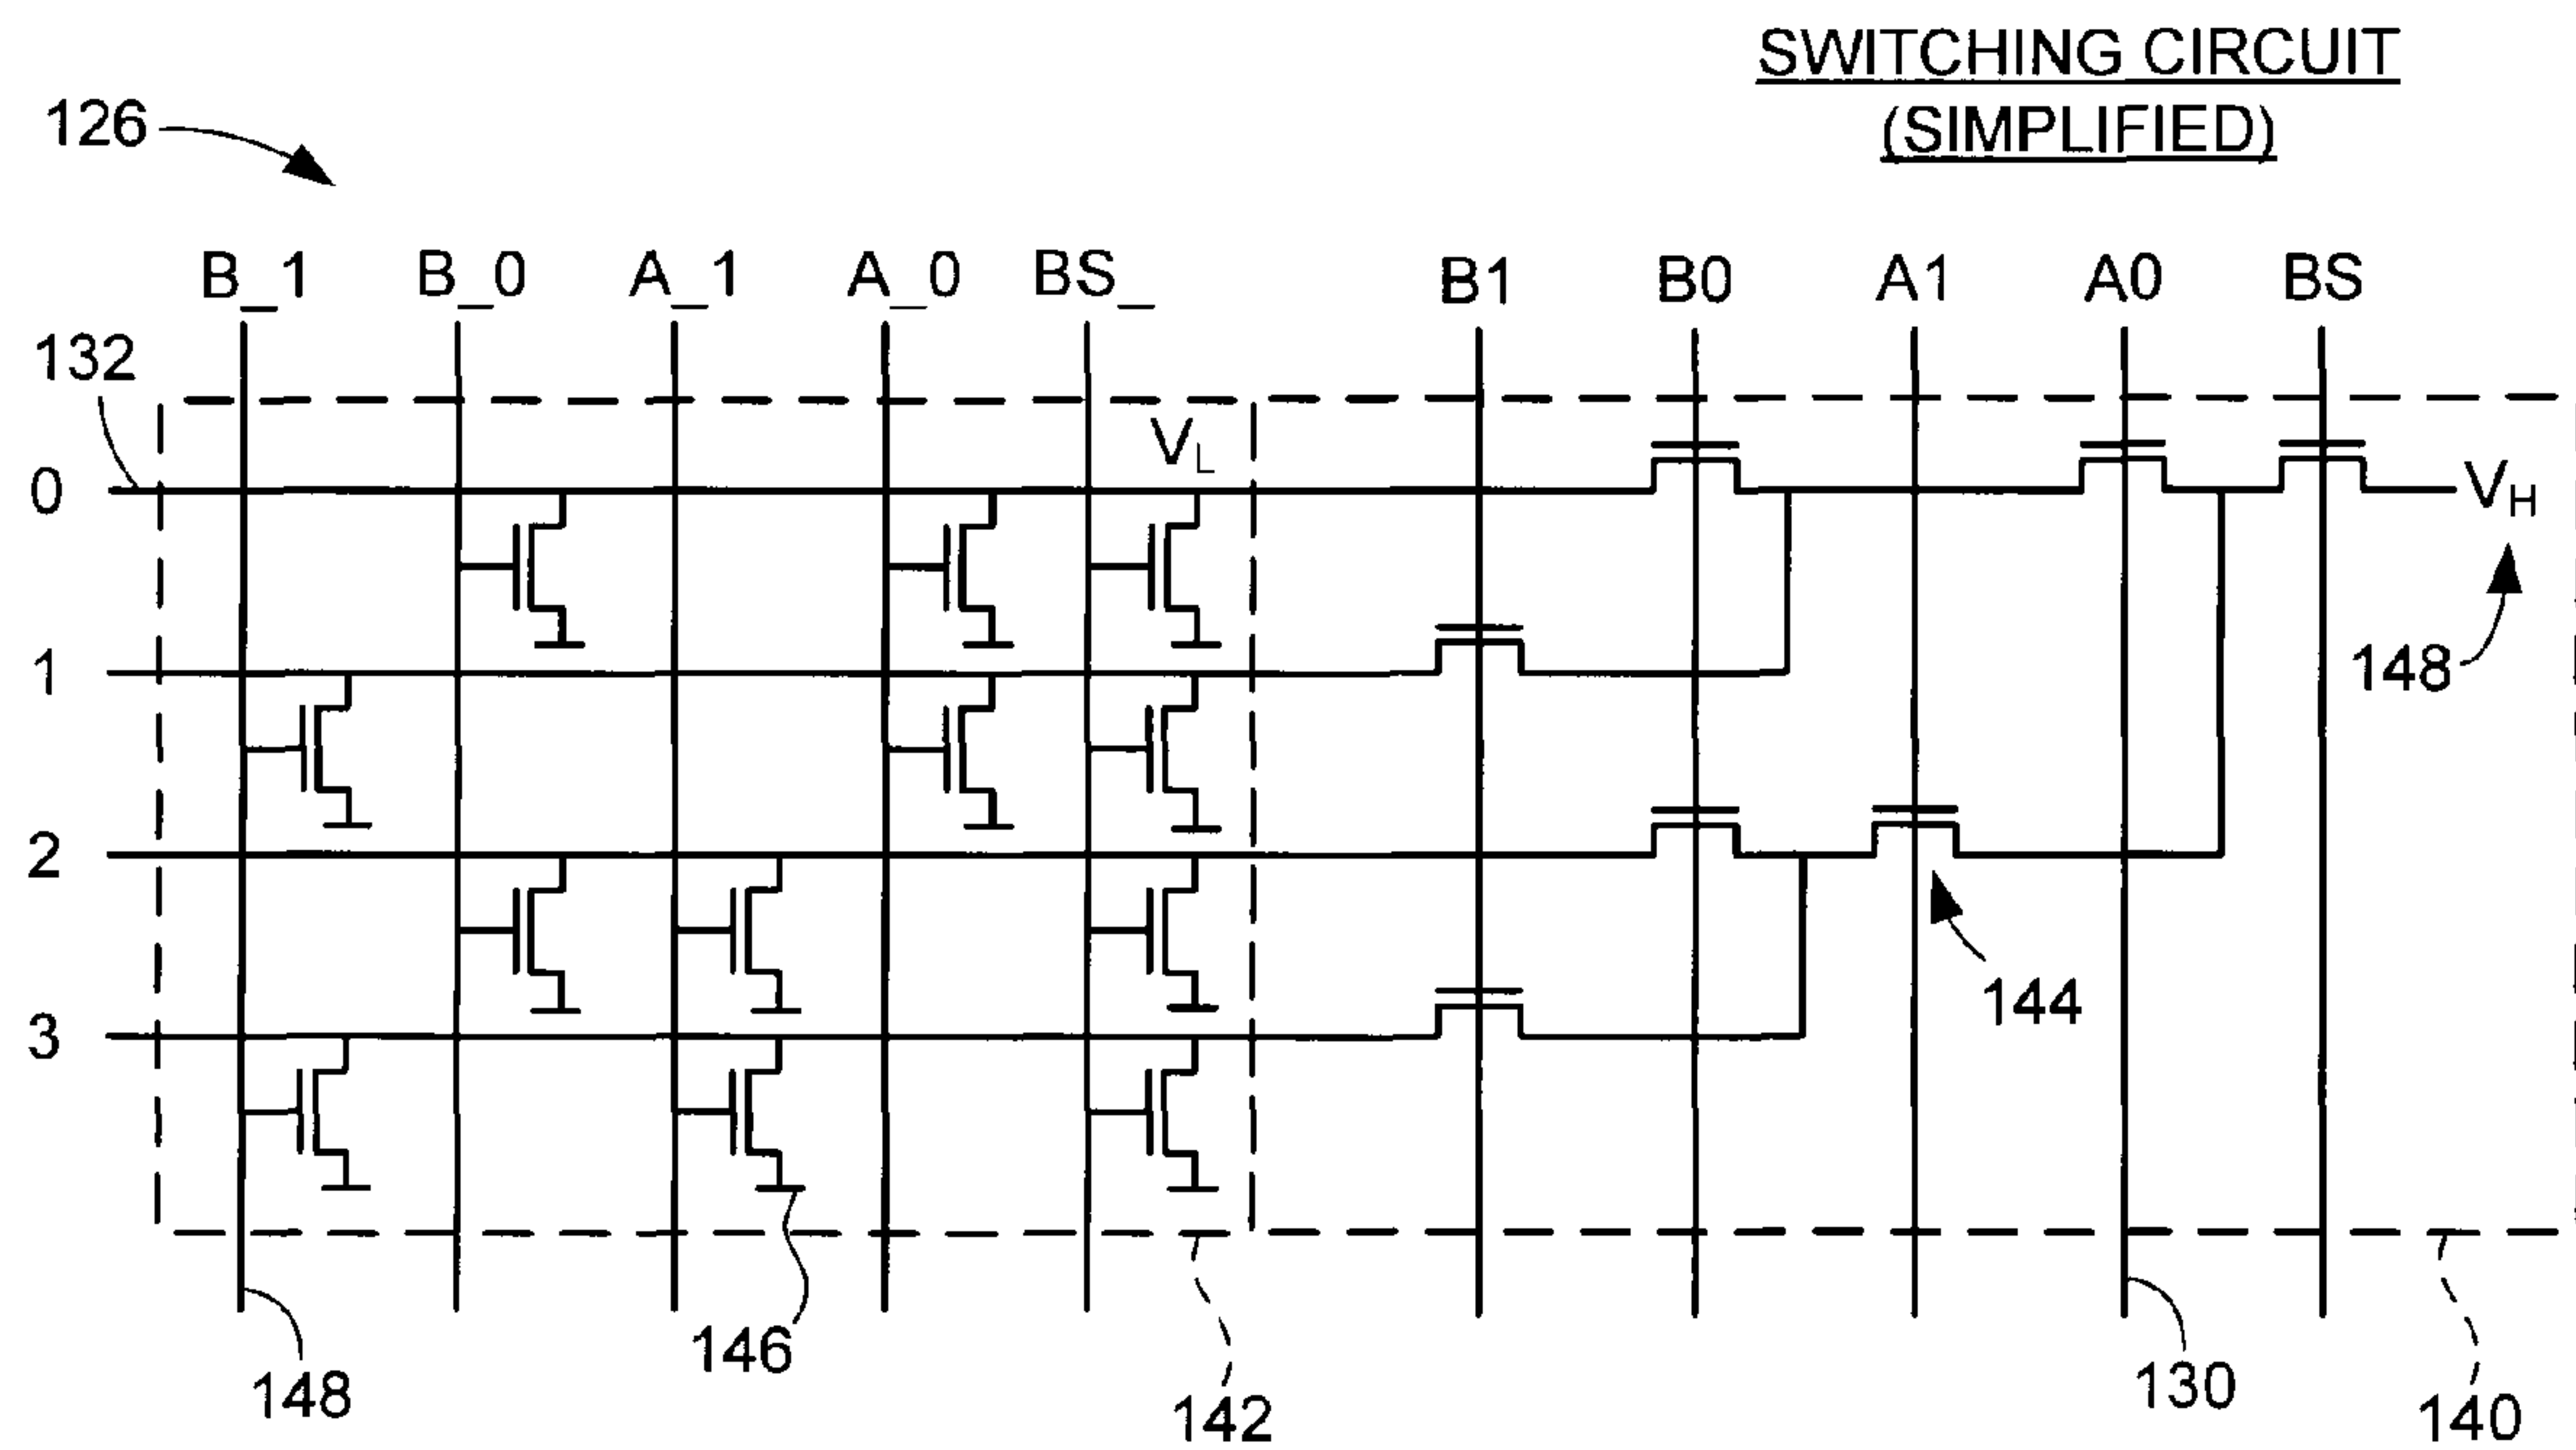 SWITCHING CIRCUIT
(SIMPLIFIED)
126
B_1 B_0 A_1 A_0 BS_ B1 B0 A1 A0 BS
132
VL
0
VH
1
148
2
144
3
146
148
142
130
140